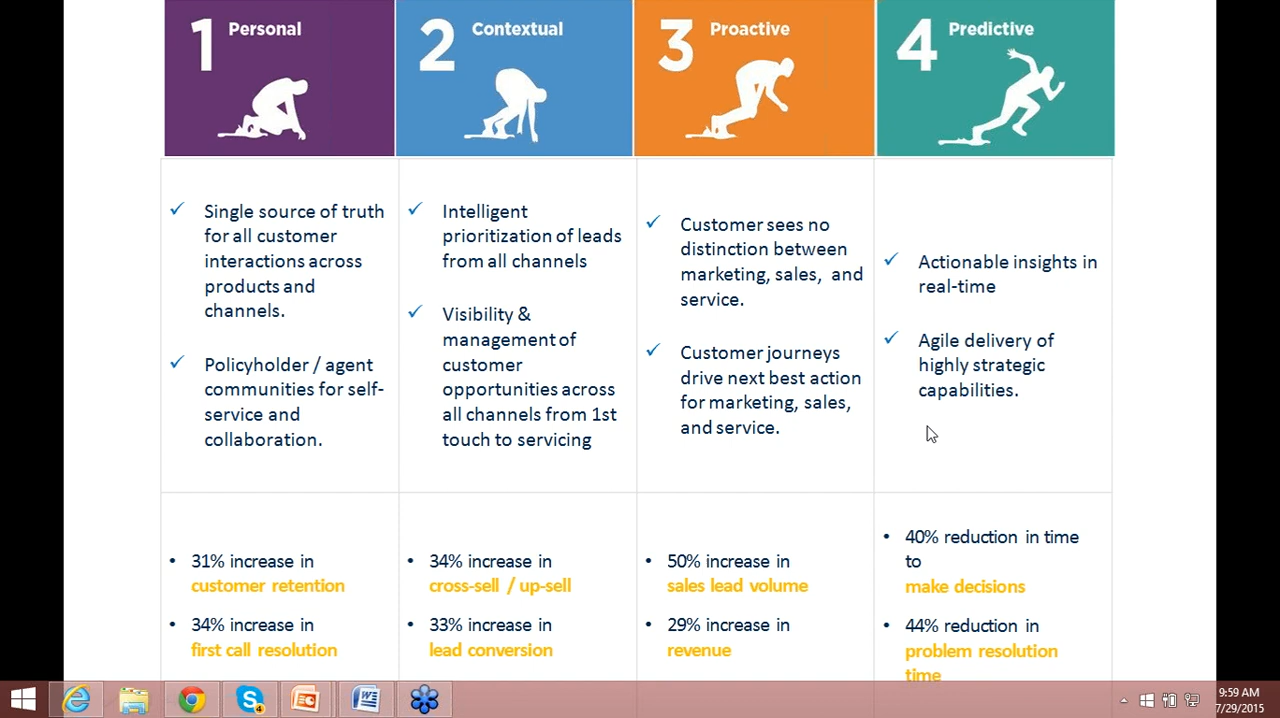 1 Personal
2 Contextual
3 Proactive
4 Predictive
Single source of truth
for all customer
interactions across
products and
channels.
Policyholder / agent
communities for self-
service and
collaboration.
Intelligent
prioritization of leads
from all channels
Visibility &
management of
customer
opportunities across
all channels from 1st
touch to servicing
Customer sees no
distinction between
marketing, sales, and
service.
Customer journeys
drive next best action
for marketing, sales,
and service.
Actionable insights in
real-time
Agile delivery of
highly strategic
capabilities.
31% increase in
customer retention
34% increase in
first call resolution
34% increase in
cross-sell / up-sell
33% increase in
lead conversion
50% increase in
sales lead volume
29% increase in
revenue
40% reduction in time
to
make decisions
44% reduction in
problem resolution
time
4
9:59 AM
7/29/2015